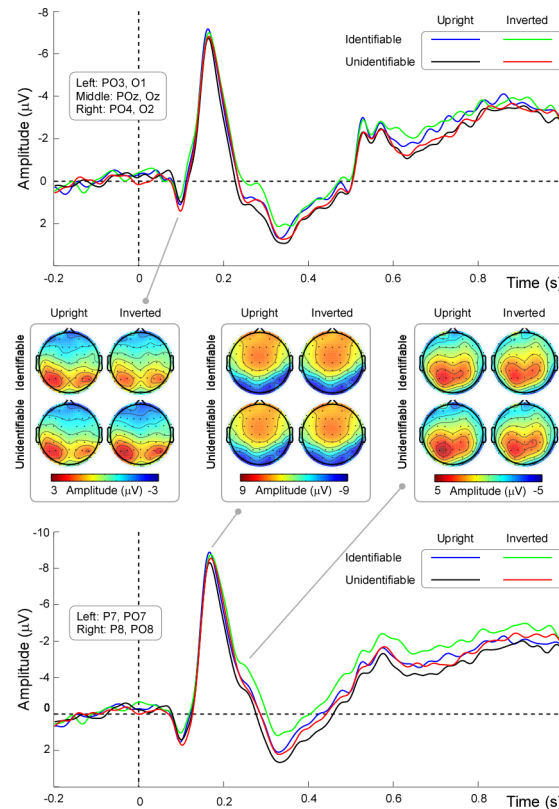 -8
-6
-4
-2
0
2
Amplitude (μV)
Left: PO3, O1
Middle: POz, Oz
Right: PO4, O2
Upright Inverted
Identifiable
Unidentifiable
-0.2 0 0.2 0.4 0.6 0.8 Time (s)
Upright Inverted
Identifiable
Unidentifiable
3 Amplitude (μV) -3
Upright Inverted
Identifiable
Unidentifiable
9 Amplitude (μV) -9
Upright Inverted
Identifiable
Unidentifiable
5 Amplitude (μV) -5
-10
-8
-6
-2
-4
0
2
Amplitude (μV)
Left: P7, PO7
Right: P8, PO8
Upright Inverted
Identifiable
Unidentifiable
-0.2 0 0.2 0.4 0.6 0.8 Time (s)